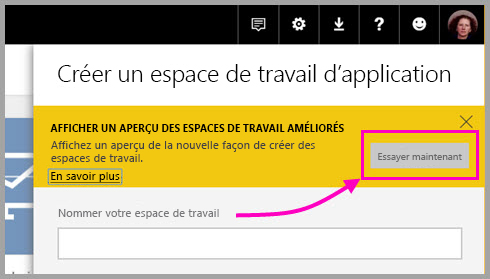 Créer un espace de travail d'application
AFFICHER UN APERÇU DES ESPACES DE TRAVAIL AMÉLIORÉS
Affichez un aperçu de la nouvelle façon de créer des
espaces de travail.
En savoir plus
Essayer maintenant
Nommer votre espace de travail